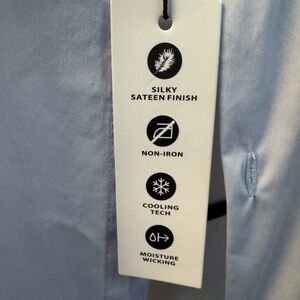 SILKY
SATEEN FINISH
NON-IRON
COOLING
TECH
MOISTURE
WICKING